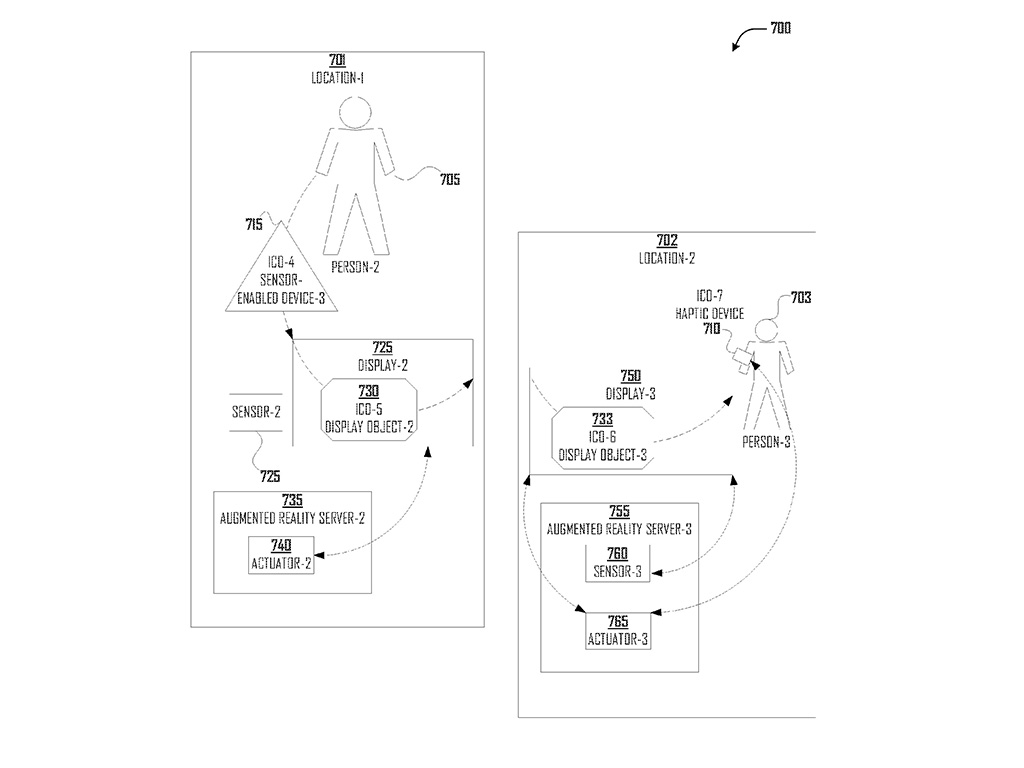 700
701
LOCATION-1
705
715
ICO-4
SENSOR-
ENABLED DEVICE-3
PERSON-2
725
DISPLAY-2
730
ICO-5
DISPLAY OBJECT-2
SENSOR-2
725
735
AUGMENTED REALITY SERVER-2
740
ACTUATOR-2
702
LOCATION-2
ICO-7
HAPTIC DEVICE
710
703
750
DISPLAY-3
733
ICO-6
DISPLAY OBJECT-3
PERSON-3
755
AUGMENTED REALITY SERVER-3
760
SENSOR-3
765
ACTUATOR-3